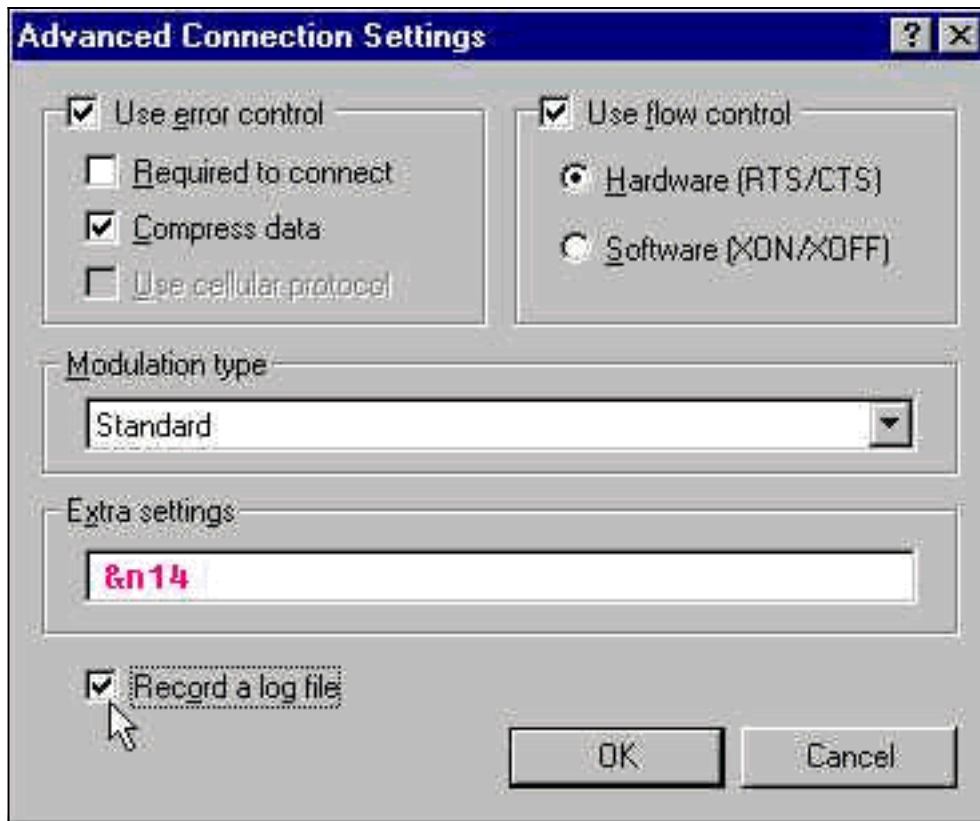 Advanced Connection Settings
Use error control
Required to connect
Compress data
Use cellular protocol
Use flow control
Hardware (RTS/CTS)
Software (XON/XOFF)
Modulation type
Standard
Extra settings
&n14
Record a log file
OK
Cancel